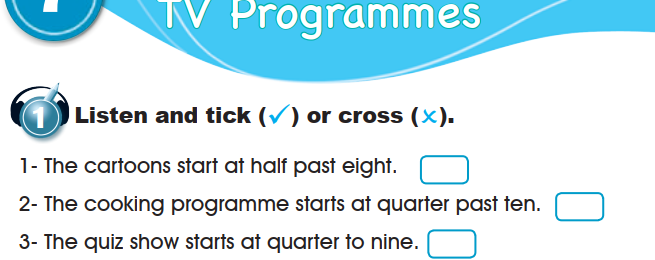 TV Programmes
1 Listen and tick (✓) or cross (×).
1- The cartoons start at half past eight.
2- The cooking programme starts at quarter past ten.
3- The quiz show starts at quarter to nine.